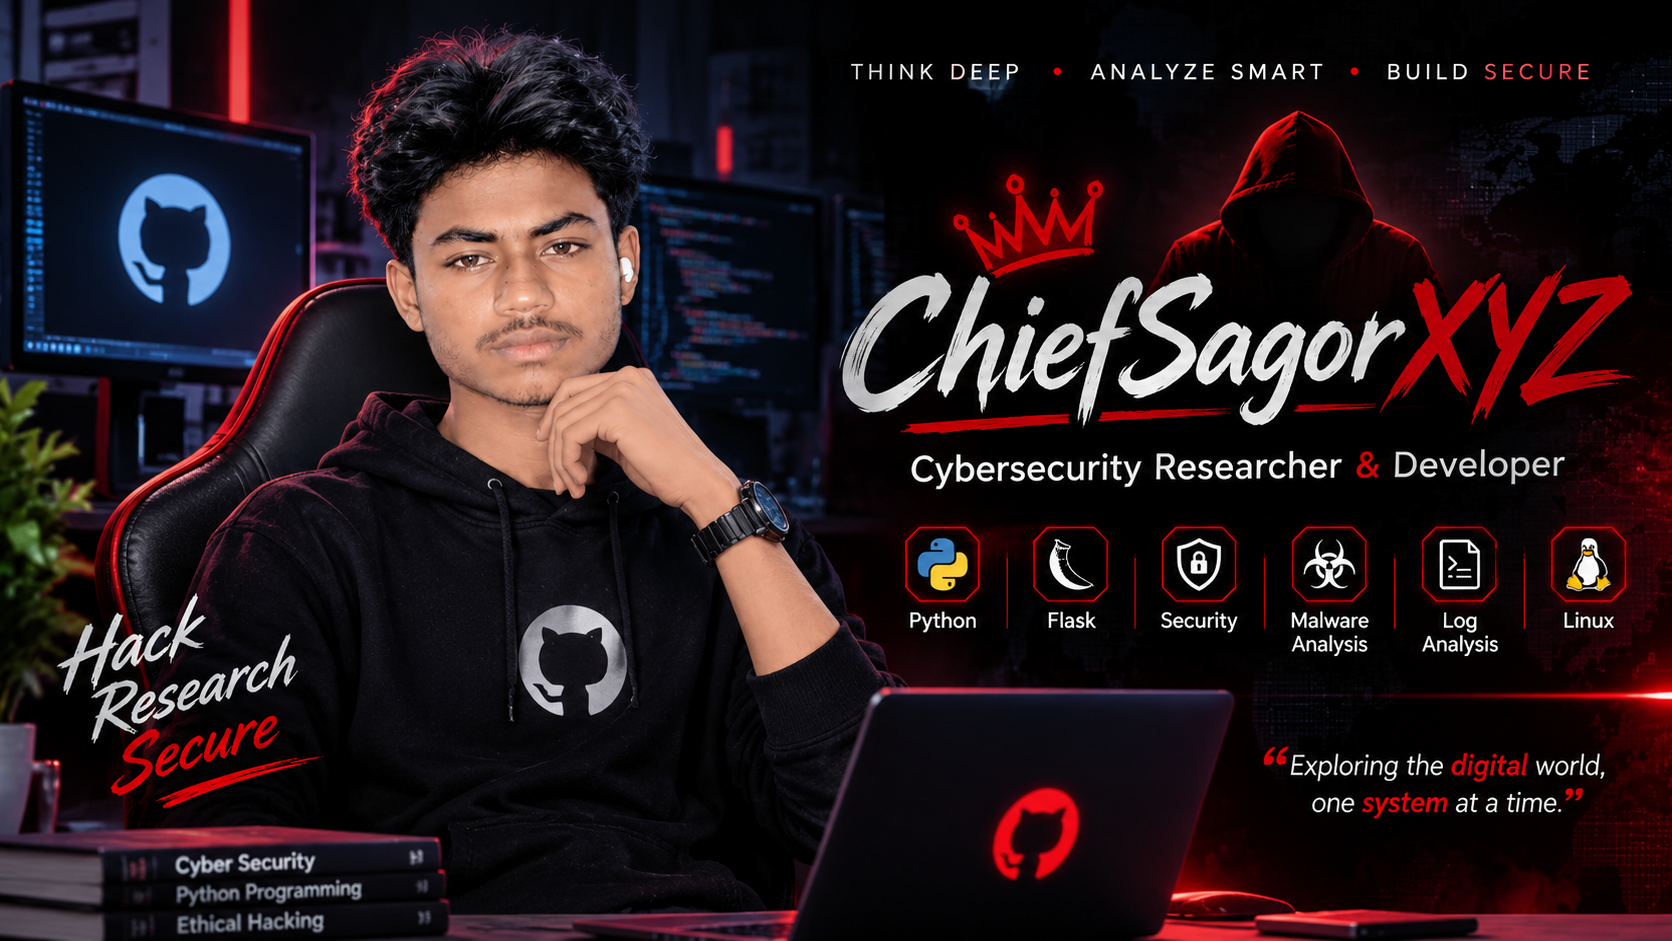 THINK DEEP • ANALYZE SMART • BUILD SECURE
ChiefSagorXYZ
Cybersecurity Researcher & Developer
Python
Flask
Security
Malware
Analysis
Log
Analysis
Linux
“Exploring the digital world,
one system at a time.”
Hack
Research
Secure
Cyber Security
Python Programming
Ethical Hacking